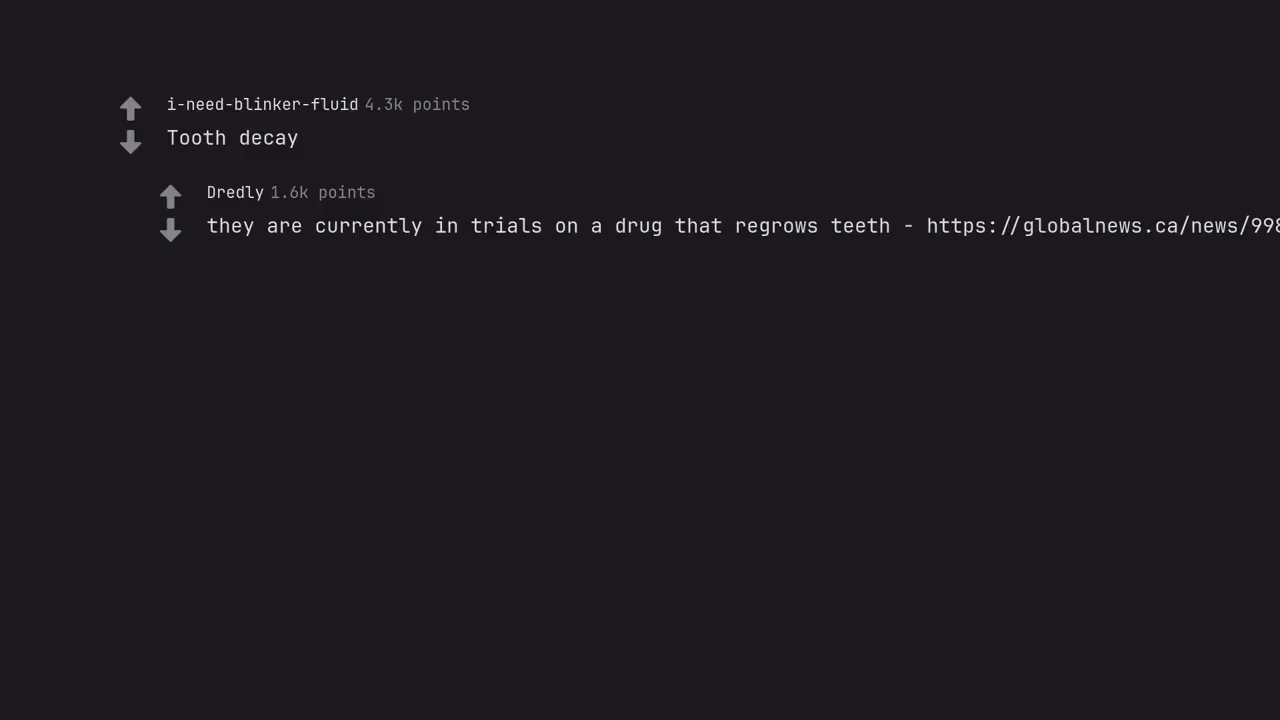 i-need-blinker-fluid 4.3k points
Tooth decay
Dredly 1.6k points
they are currently in trials on a drug that regrows teeth - https://globalnews.ca/news/998